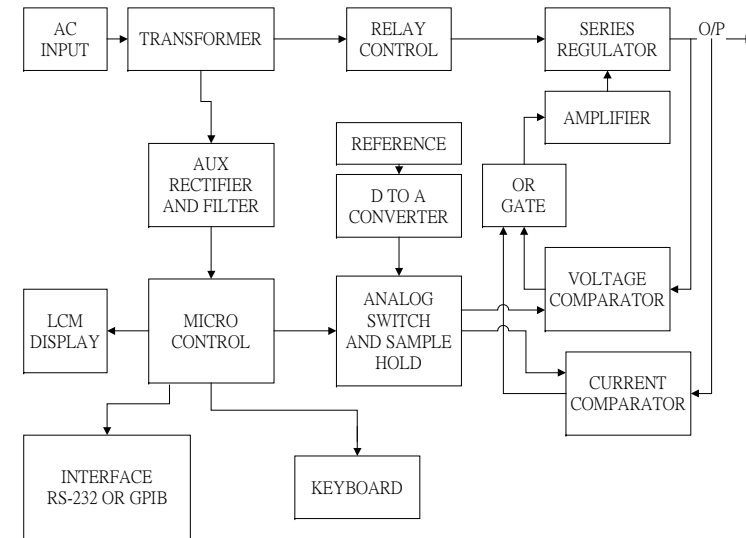 AC
INPUT
TRANSFORMER
RELAY
CONTROL
SERIES
REGULATOR
O/P
AMPLIFIER
REFERENCE
AUX
RECTIFIER
AND FILTER
D TO A
CONVERTER
OR
GATE
VOLTAGE
COMPARATOR
LCM
DISPLAY
MICRO
CONTROL
ANALOG
SWITCH
AND SAMPLE
HOLD
CURRENT
COMPARATOR
INTERFACE
RS-232 OR GPIB
KEYBOARD